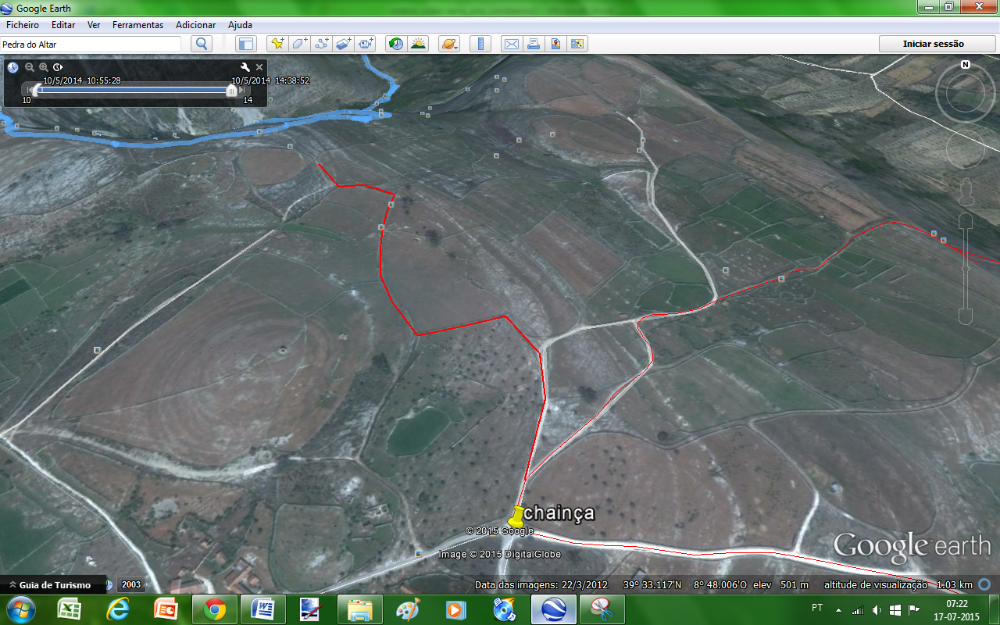 Google Earth
Ficheiro Editar Ver Ferramentas Adicionar Ajuda
Pedra do Altar
Iniciar sessão
10/5/2014 10:55:28 10/5/2014 14:38:52
10 14
N
chainça
© 2015 Google
Image © 2015 DigitalGlobe
Google earth
Guia de Turismo 2003 Data das imagens: 22/3/2012 39° 33.117'N 8° 48.006'O elev 501 m altitude de visualização 1.03 km
PT 07:22
17-07-2015